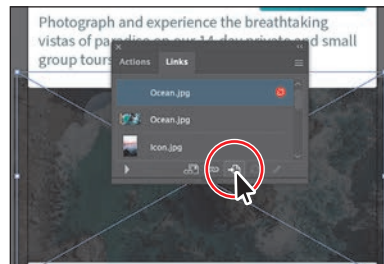 Photograph and experience the breathtaking
vistas of paradise on our 14-day private and small
group tours
Actions Links
Ocean.jpg
Ocean.jpg
Icon.jpg